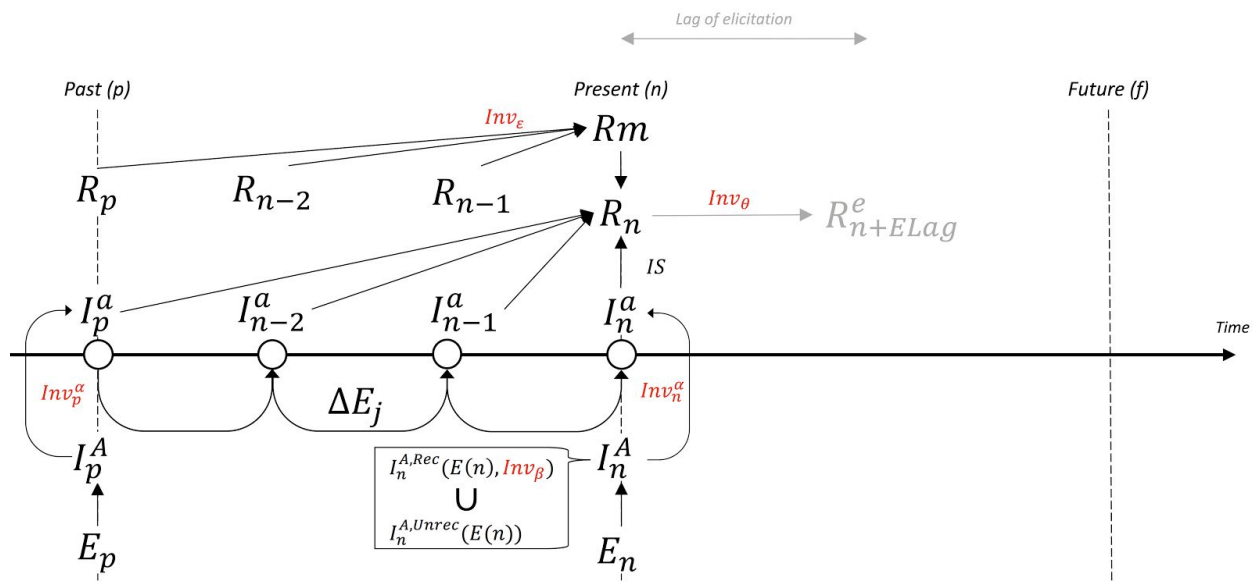 Lag of elicitation
Past (p) Present (n) Future (f)
Inv_ε Rm
R_p R_{n−2} R_{n−1} R_n Inv_θ R^e_{n+ELag}
IS
I^a_p I^a_{n−2} I^a_{n−1} I^a_n
Time
Inv^α_p ΔE_j Inv^α_n
I^A_p I^{A,Rec}_n(E(n), Inv_β) I^A_n
∪
I^{A,Unrec}_n(E(n))
E_p E_n